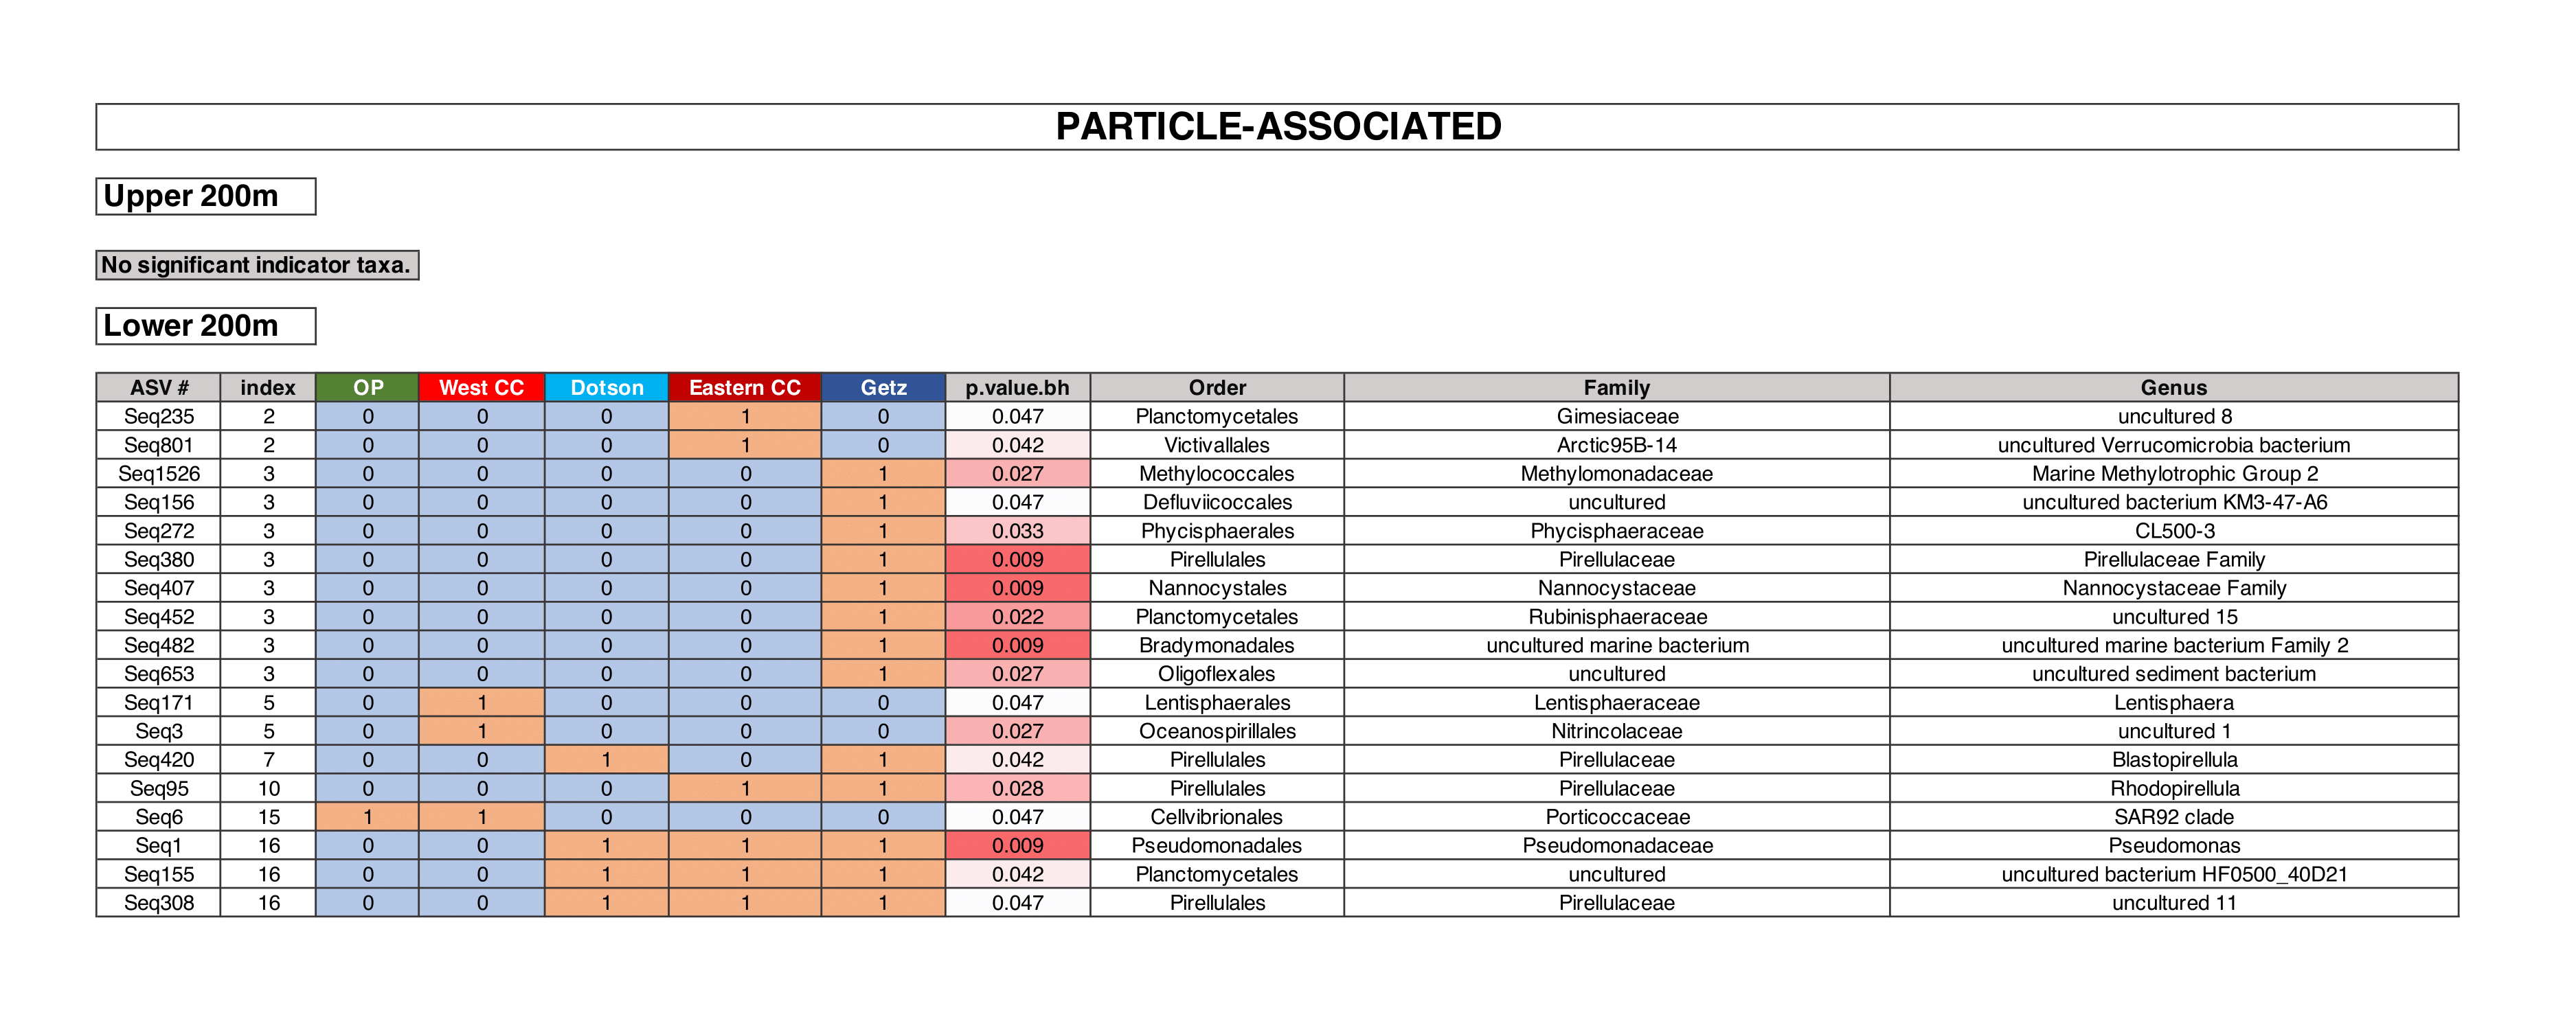 PARTICLE-ASSOCIATED
Upper 200m
No significant indicator taxa.
Lower 200m
ASV # index OP West CC Dotson Eastern CC Getz p.value.bh Order Family Genus
Seq235 2 0 0 0 1 0 0.047 Planctomycetales Gimesiaceae uncultured 8
Seq801 2 0 0 0 1 0 0.042 Victivallales Arctic95B-14 uncultured Verrucomicrobia bacterium
Seq1526 3 0 0 0 0 1 0.027 Methylococcales Methylomonadaceae Marine Methylotrophic Group 2
Seq156 3 0 0 0 0 1 0.047 Defluviicoccales uncultured uncultured bacterium KM3-47-A6
Seq272 3 0 0 0 0 1 0.033 Phycisphaerales Phycisphaeraceae CL500-3
Seq380 3 0 0 0 0 1 0.009 Pirellulales Pirellulaceae Pirellulaceae Family
Seq407 3 0 0 0 0 1 0.009 Nannocystales Nannocystaceae Nannocystaceae Family
Seq452 3 0 0 0 0 1 0.022 Planctomycetales Rubinisphaeraceae uncultured 15
Seq482 3 0 0 0 0 1 0.009 Bradymonadales uncultured marine bacterium uncultured marine bacterium Family 2
Seq653 3 0 0 0 0 1 0.027 Oligoflexales uncultured uncultured sediment bacterium
Seq171 5 0 1 0 0 0 0.047 Lentisphaerales Lentisphaeraceae Lentisphaera
Seq3 5 0 1 0 0 0 0.027 Oceanospirillales Nitrincolaceae uncultured 1
Seq420 7 0 0 1 0 1 0.042 Pirellulales Pirellulaceae Blastopirellula
Seq95 10 0 0 0 1 1 0.028 Pirellulales Pirellulaceae Rhodopirellula
Seq6 15 1 1 0 0 0 0.047 Cellvibrionales Porticoccaceae SAR92 clade
Seq1 16 0 0 1 1 1 0.009 Pseudomonadales Pseudomonadaceae Pseudomonas
Seq155 16 0 0 1 1 1 0.042 Planctomycetales uncultured uncultured bacterium HF0500_40D21
Seq308 16 0 0 1 1 1 0.047 Pirellulales Pirellulaceae uncultured 11